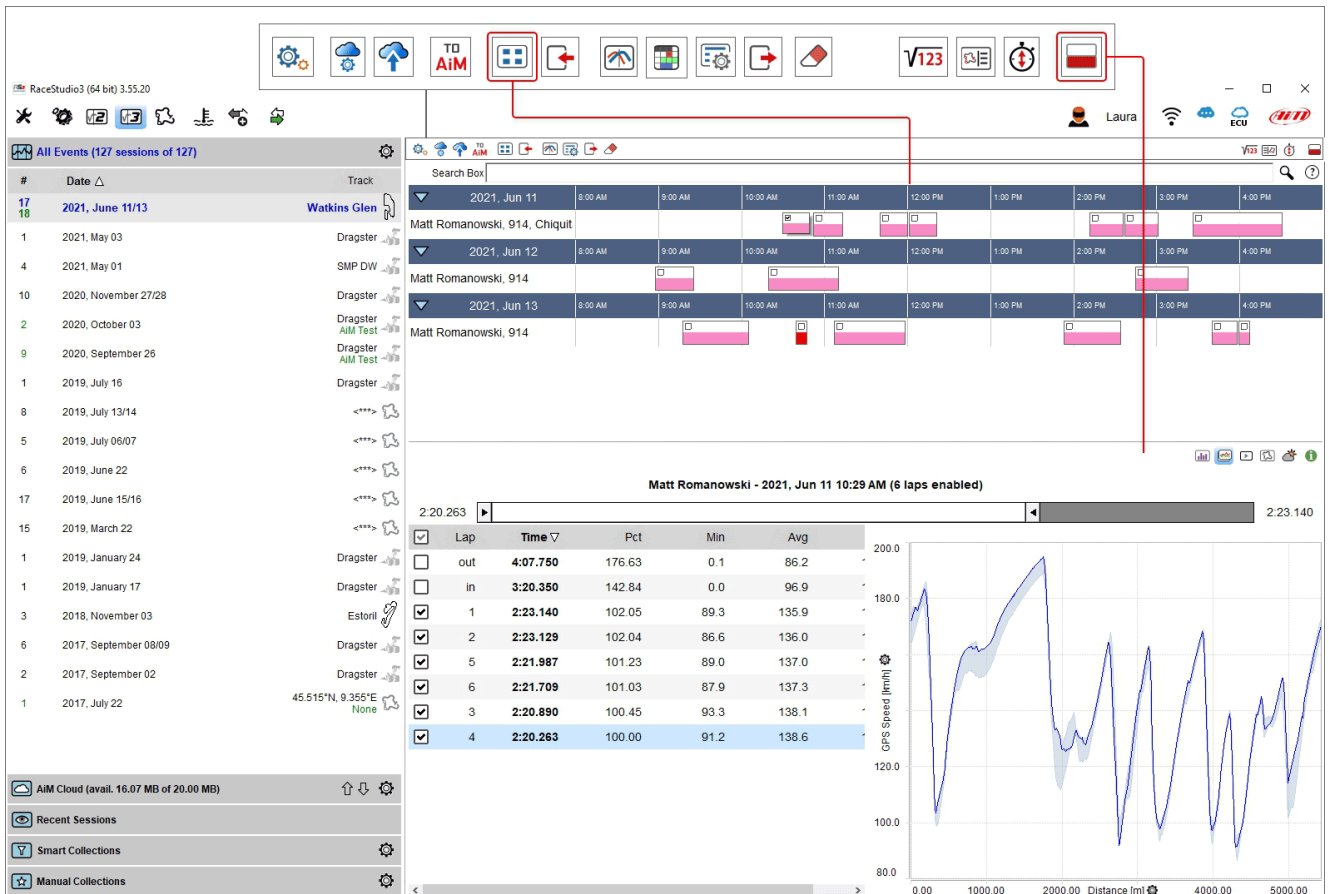 TO
AiM
√123
RaceStudio3 (64 bit) 3.55.20
√2 √3
Laura
ECU
AiM
All Events (127 sessions of 127)
TO
AiM
√123
Search Box
# Date △ Track
17
18 2021, June 11/13 Watkins Glen
1 2021, May 03 Dragster
4 2021, May 01 SMP DW
10 2020, November 27/28 Dragster
2 2020, October 03 Dragster
AiM Test
9 2020, September 26 Dragster
AiM Test
1 2019, July 16 Dragster
8 2019, July 13/14 <***>
5 2019, July 06/07 <***>
6 2019, June 22 <***>
17 2019, June 15/16 <***>
15 2019, March 22 <***>
1 2019, January 24 Dragster
1 2019, January 17 Dragster
3 2018, November 03 Estoril
6 2017, September 08/09 Dragster
2 2017, September 02 Dragster
1 2017, July 22 45.515°N, 9.355°E
None
AiM Cloud (avail. 16.07 MB of 20.00 MB)
Recent Sessions
Smart Collections
Manual Collections
2021, Jun 11 8:00 AM 9:00 AM 10:00 AM 11:00 AM 12:00 PM 1:00 PM 2:00 PM 3:00 PM 4:00 PM
Matt Romanowski, 914, Chiquit
2021, Jun 12 8:00 AM 9:00 AM 10:00 AM 11:00 AM 12:00 PM 1:00 PM 2:00 PM 3:00 PM 4:00 PM
Matt Romanowski, 914
2021, Jun 13 8:00 AM 9:00 AM 10:00 AM 11:00 AM 12:00 PM 1:00 PM 2:00 PM 3:00 PM 4:00 PM
Matt Romanowski, 914
Matt Romanowski - 2021, Jun 11 10:29 AM (6 laps enabled)
2:20.263 2:23.140
Lap Time ▽ Pct Min Avg
out 4:07.750 176.63 0.1 86.2
in 3:20.350 142.84 0.0 96.9
1 2:23.140 102.05 89.3 135.9
2 2:23.129 102.04 86.6 136.0
5 2:21.987 101.23 89.0 137.0
6 2:21.709 101.03 87.9 137.3
3 2:20.890 100.45 93.3 138.1
4 2:20.263 100.00 91.2 138.6
200.0
180.0
GPS Speed [km/h]
120.0
100.0
80.0
0.00 1000.00 2000.00 Distance [m] 4000.00 5000.00